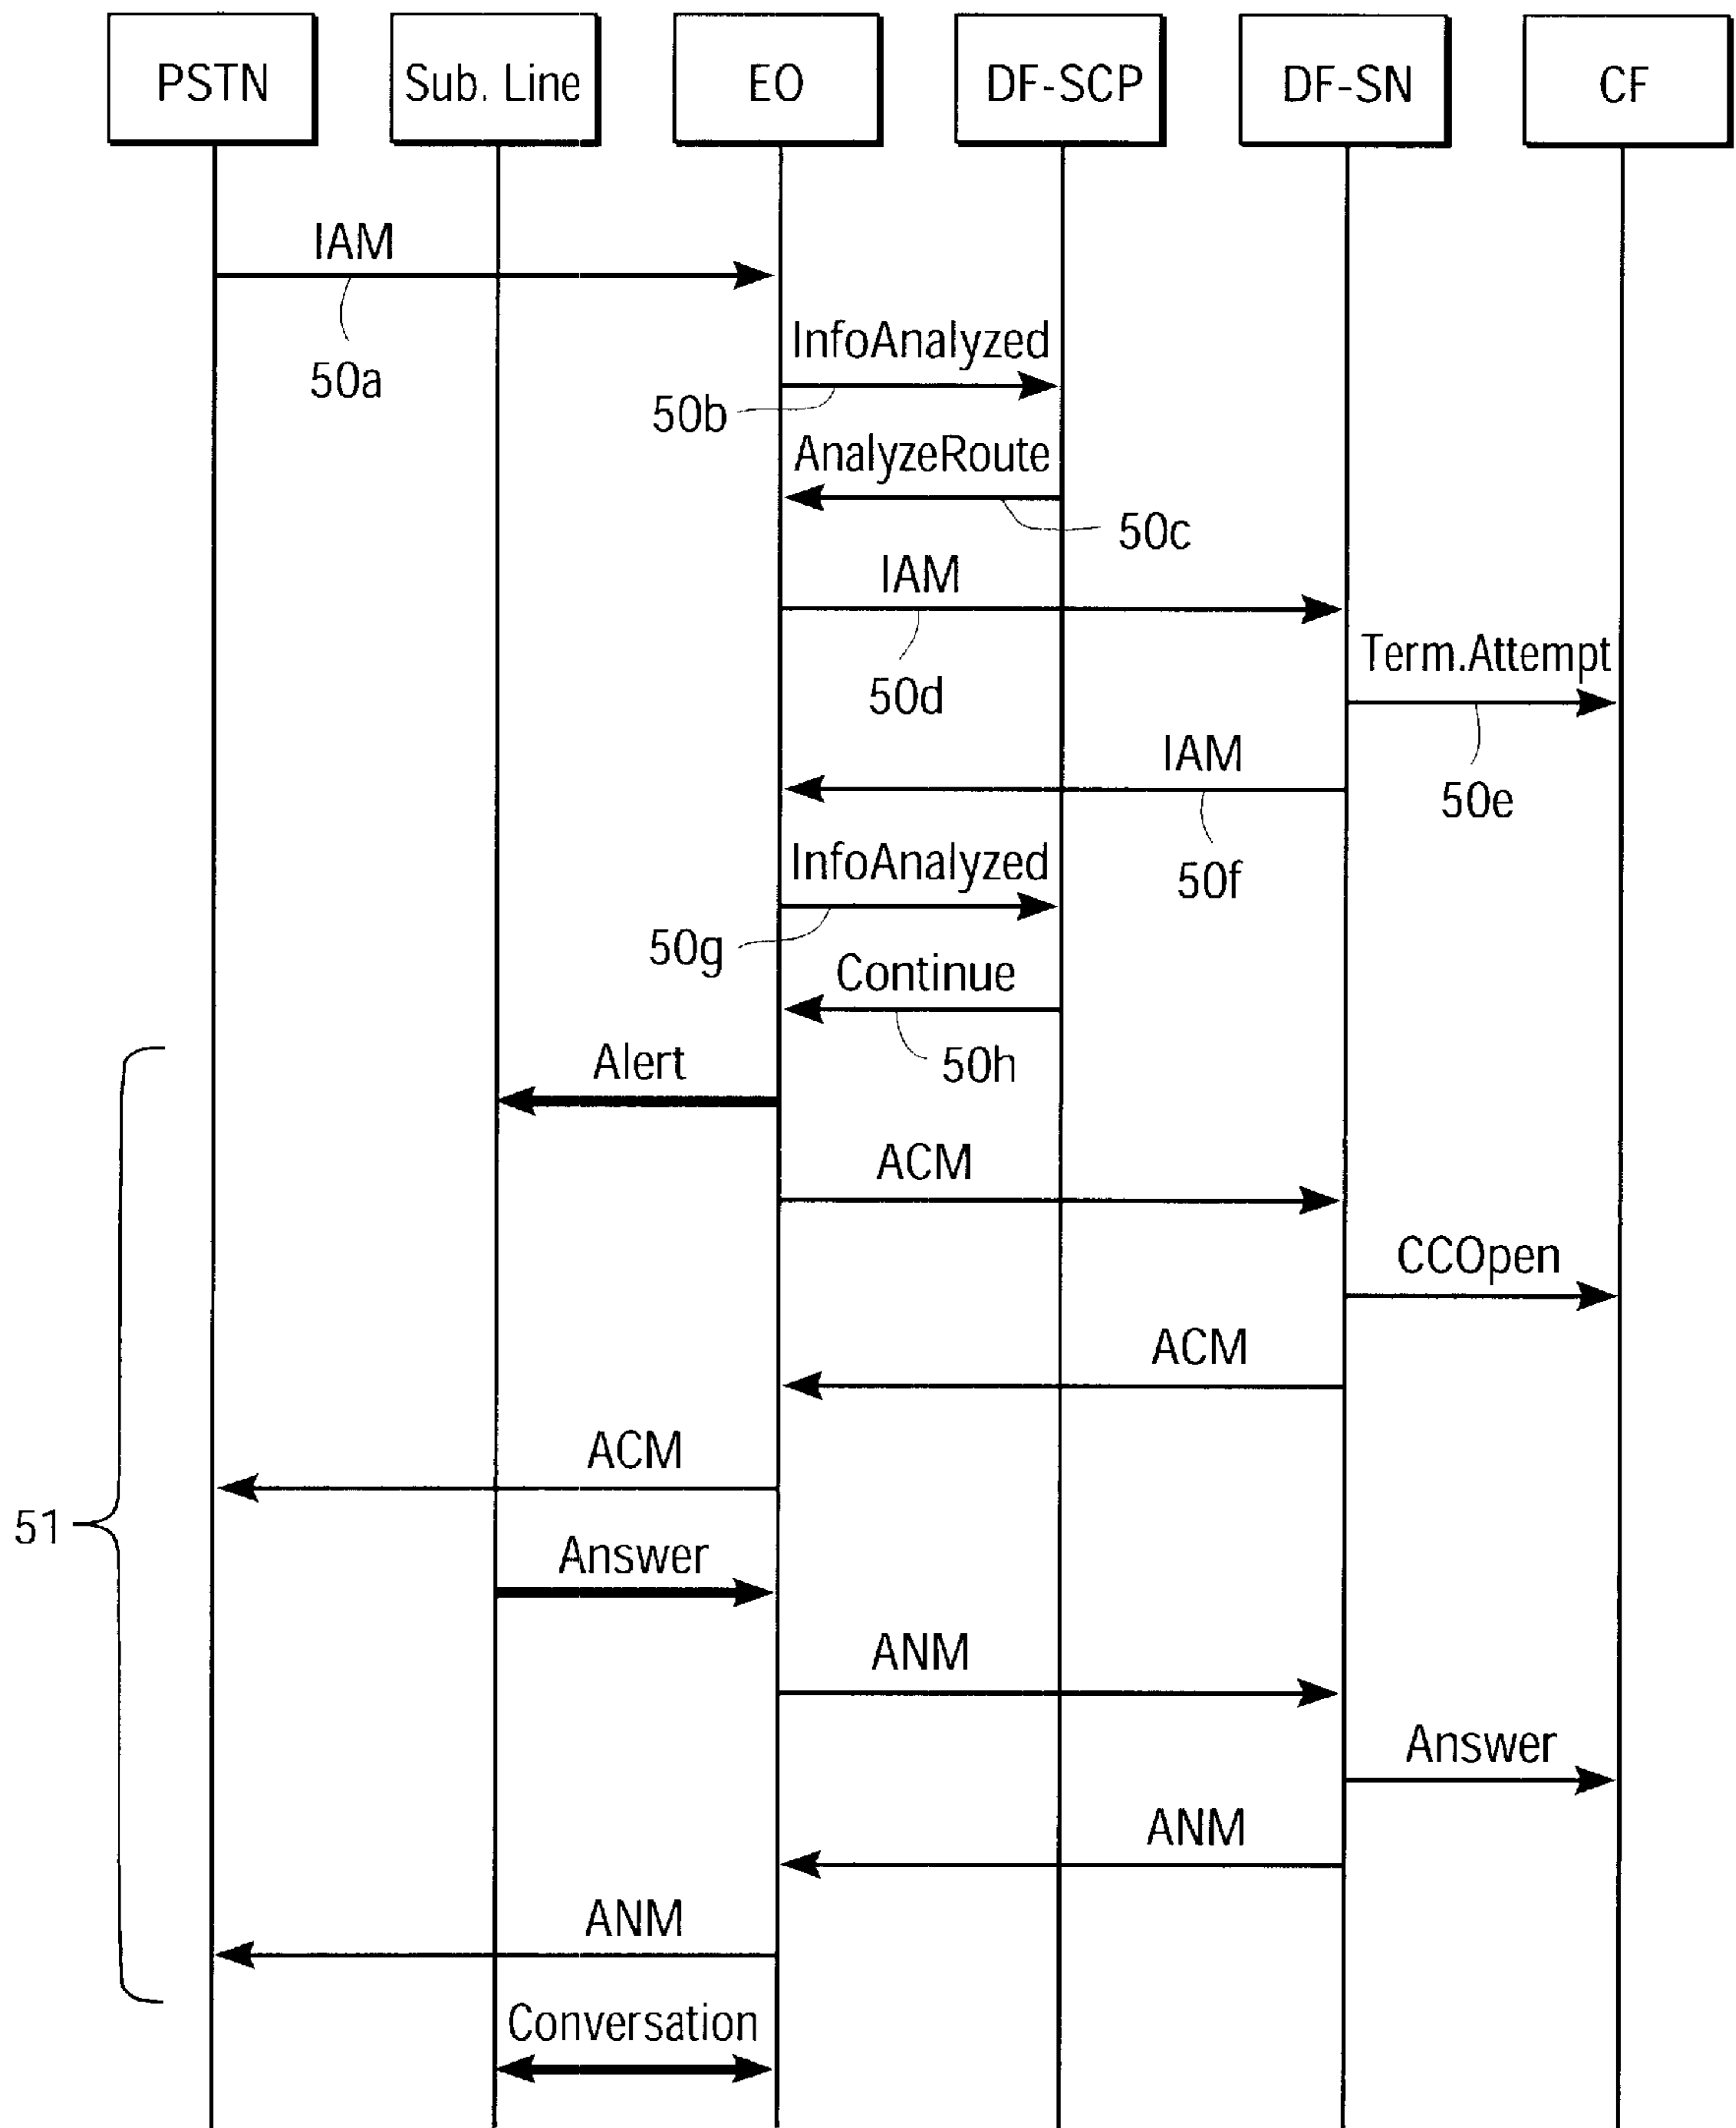 PSTN
Sub. Line
EO
DF-SCP
DF-SN
CF
IAM
50a
InfoAnalyzed
50b
AnalyzeRoute
50c
IAM
50d
Term.Attempt
50e
IAM
50f
InfoAnalyzed
50g
Continue
50h
Alert
ACM
CCOpen
ACM
ACM
51
Answer
ANM
Answer
ANM
ANM
Conversation